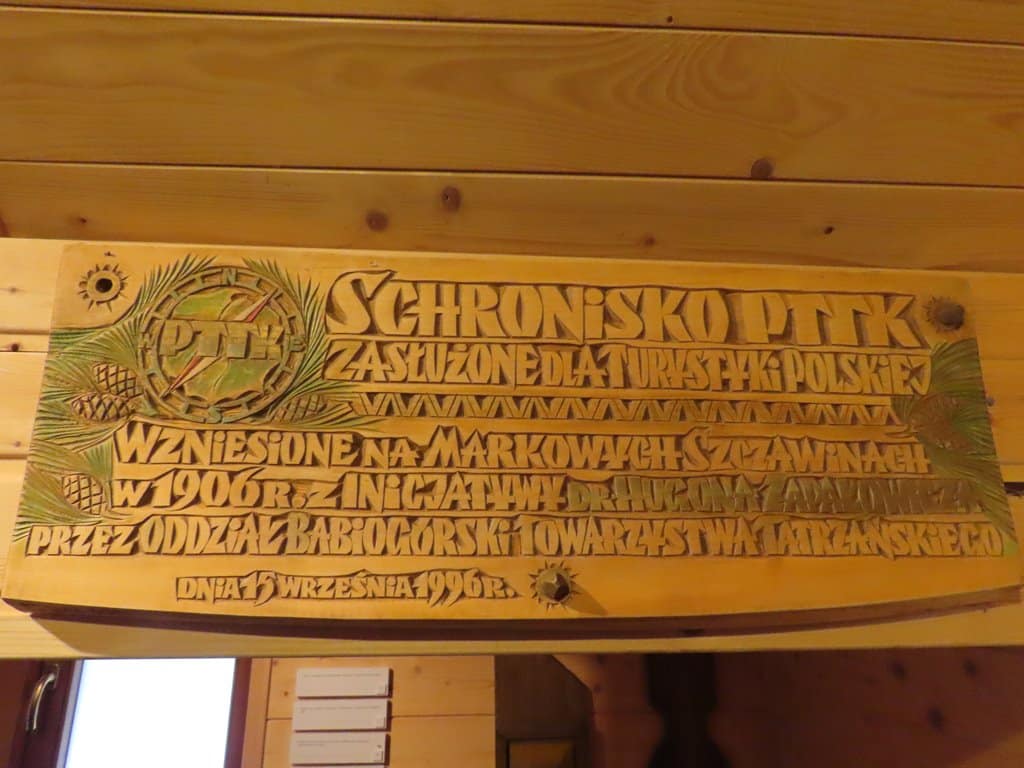 PTTK
SCHRONISKO PTTK
ZASŁUŻONE DLA TURYSTYKI POLSKIEJ
WZNIESIONE NA MARKOWYCH SZCZAWINACH
W 1906 R. Z INICJATYWY DR. HUGONA ZAPAŁOWICZA
PRZEZ ODDZIAŁ BABIOGÓRSKI TOWARZYSTWA TATRZAŃSKIEGO
DNIA 15 WRZEŚNIA 1996 R.